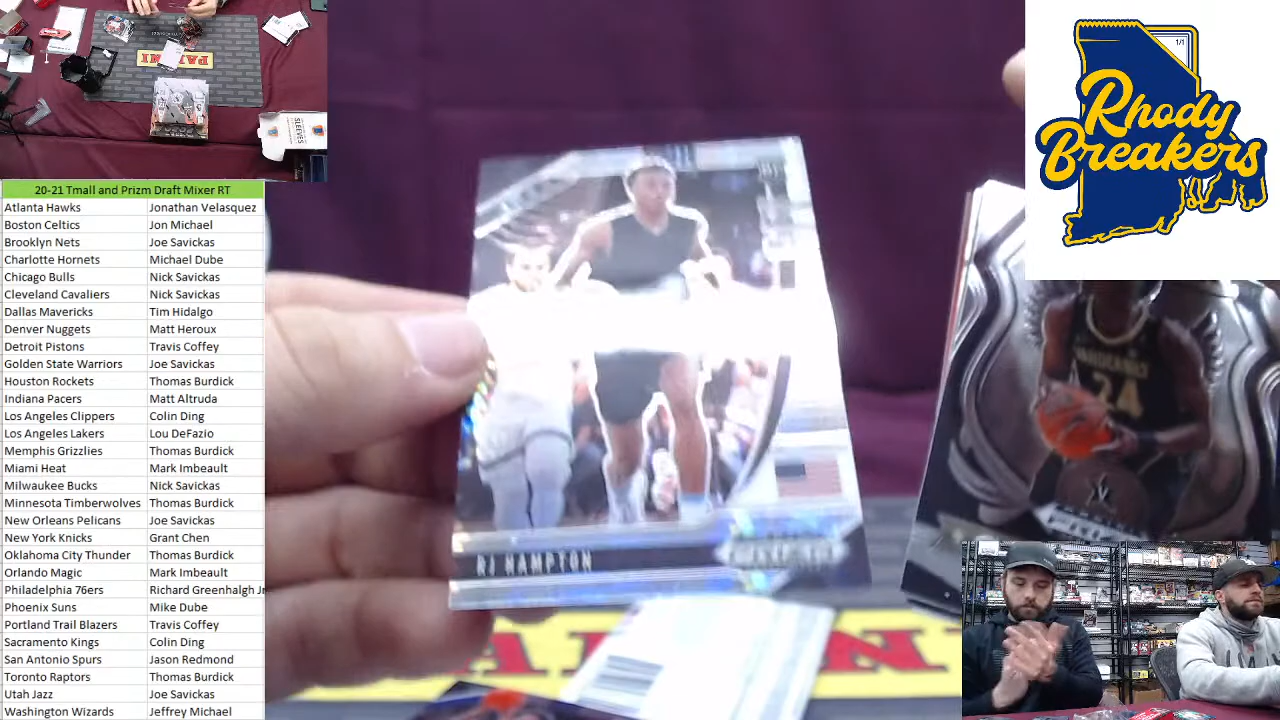 PANINI
SLEEVES
20-21 Tmall and Prizm Draft Mixer RT
Atlanta Hawks Jonathan Velasquez
Boston Celtics Jon Michael
Brooklyn Nets Joe Savickas
Charlotte Hornets Michael Dube
Chicago Bulls Nick Savickas
Cleveland Cavaliers Nick Savickas
Dallas Mavericks Tim Hidalgo
Denver Nuggets Matt Heroux
Detroit Pistons Travis Coffey
Golden State Warriors Joe Savickas
Houston Rockets Thomas Burdick
Indiana Pacers Matt Altruda
Los Angeles Clippers Colin Ding
Los Angeles Lakers Lou DeFazio
Memphis Grizzlies Thomas Burdick
Miami Heat Mark Imbeault
Milwaukee Bucks Nick Savickas
Minnesota Timberwolves Thomas Burdick
New Orleans Pelicans Joe Savickas
New York Knicks Grant Chen
Oklahoma City Thunder Thomas Burdick
Orlando Magic Mark Imbeault
Philadelphia 76ers Richard Greenhalgh Jr
Phoenix Suns Mike Dube
Portland Trail Blazers Travis Coffey
Sacramento Kings Colin Ding
San Antonio Spurs Jason Redmond
Toronto Raptors Thomas Burdick
Utah Jazz Joe Savickas
Washington Wizards Jeffrey Michael
RJ HAMPTON
24
1/1
Rhody
Breakers